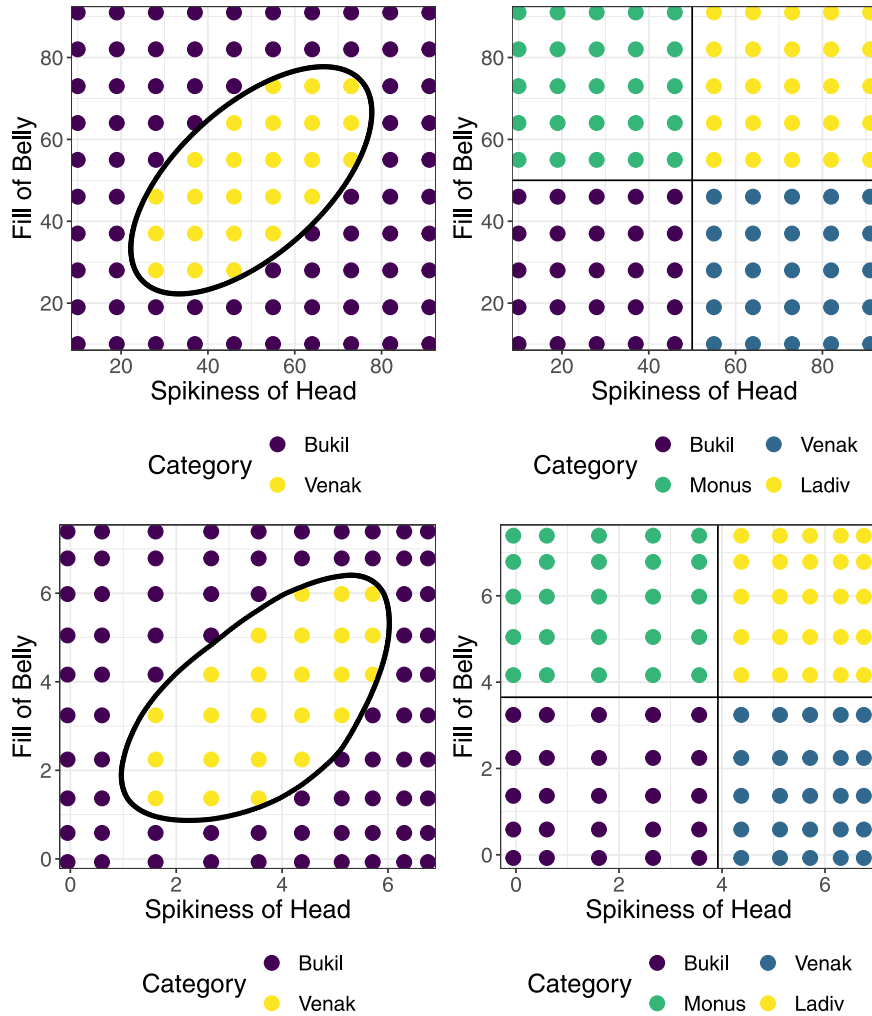 80
60
40
20
Fill of Belly
20 40 60 80
Spikiness of Head
Category
Bukil
Venak
80
60
40
20
Fill of Belly
20 40 60 80
Spikiness of Head
Category
Bukil Venak
Monus Ladiv
6
4
2
0
Fill of Belly
0 2 4 6
Spikiness of Head
Category
Bukil
Venak
6
4
2
0
Fill of Belly
0 2 4 6
Spikiness of Head
Category
Bukil Venak
Monus Ladiv